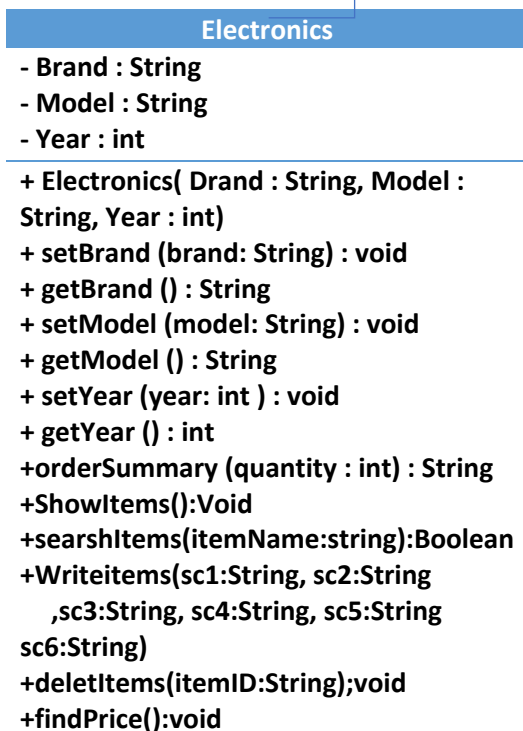 Electronics
- Brand : String
- Model : String
- Year : int
+ Electronics( Drand : String, Model :
String, Year : int)
+ setBrand (brand: String) : void
+ getBrand () : String
+ setModel (model: String) : void
+ getModel () : String
+ setYear (year: int ) : void
+ getYear () : int
+orderSummary (quantity : int) : String
+ShowItems():Void
+searshItems(itemName:string):Boolean
+Writeitems(sc1:String, sc2:String
,sc3:String, sc4:String, sc5:String
sc6:String)
+deletItems(itemID:String);void
+findPrice():void